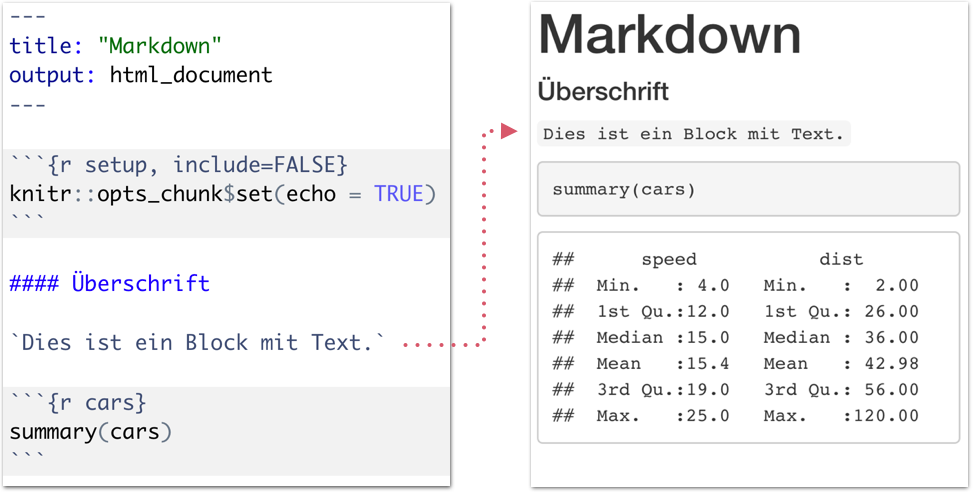 ---
title: "Markdown"
output: html_document
---
```{r setup, include=FALSE}
knitr::opts_chunk$set(echo = TRUE)
```
#### Überschrift
`Dies ist ein Block mit Text.`
```{r cars}
summary(cars)
```
Markdown
Überschrift
Dies ist ein Block mit Text.
summary(cars)
##      speed           dist
##  Min.   : 4.0   Min.   :  2.00
##  1st Qu.:12.0   1st Qu.: 26.00
##  Median :15.0   Median : 36.00
##  Mean   :15.4   Mean   : 42.98
##  3rd Qu.:19.0   3rd Qu.: 56.00
##  Max.   :25.0   Max.   :120.00